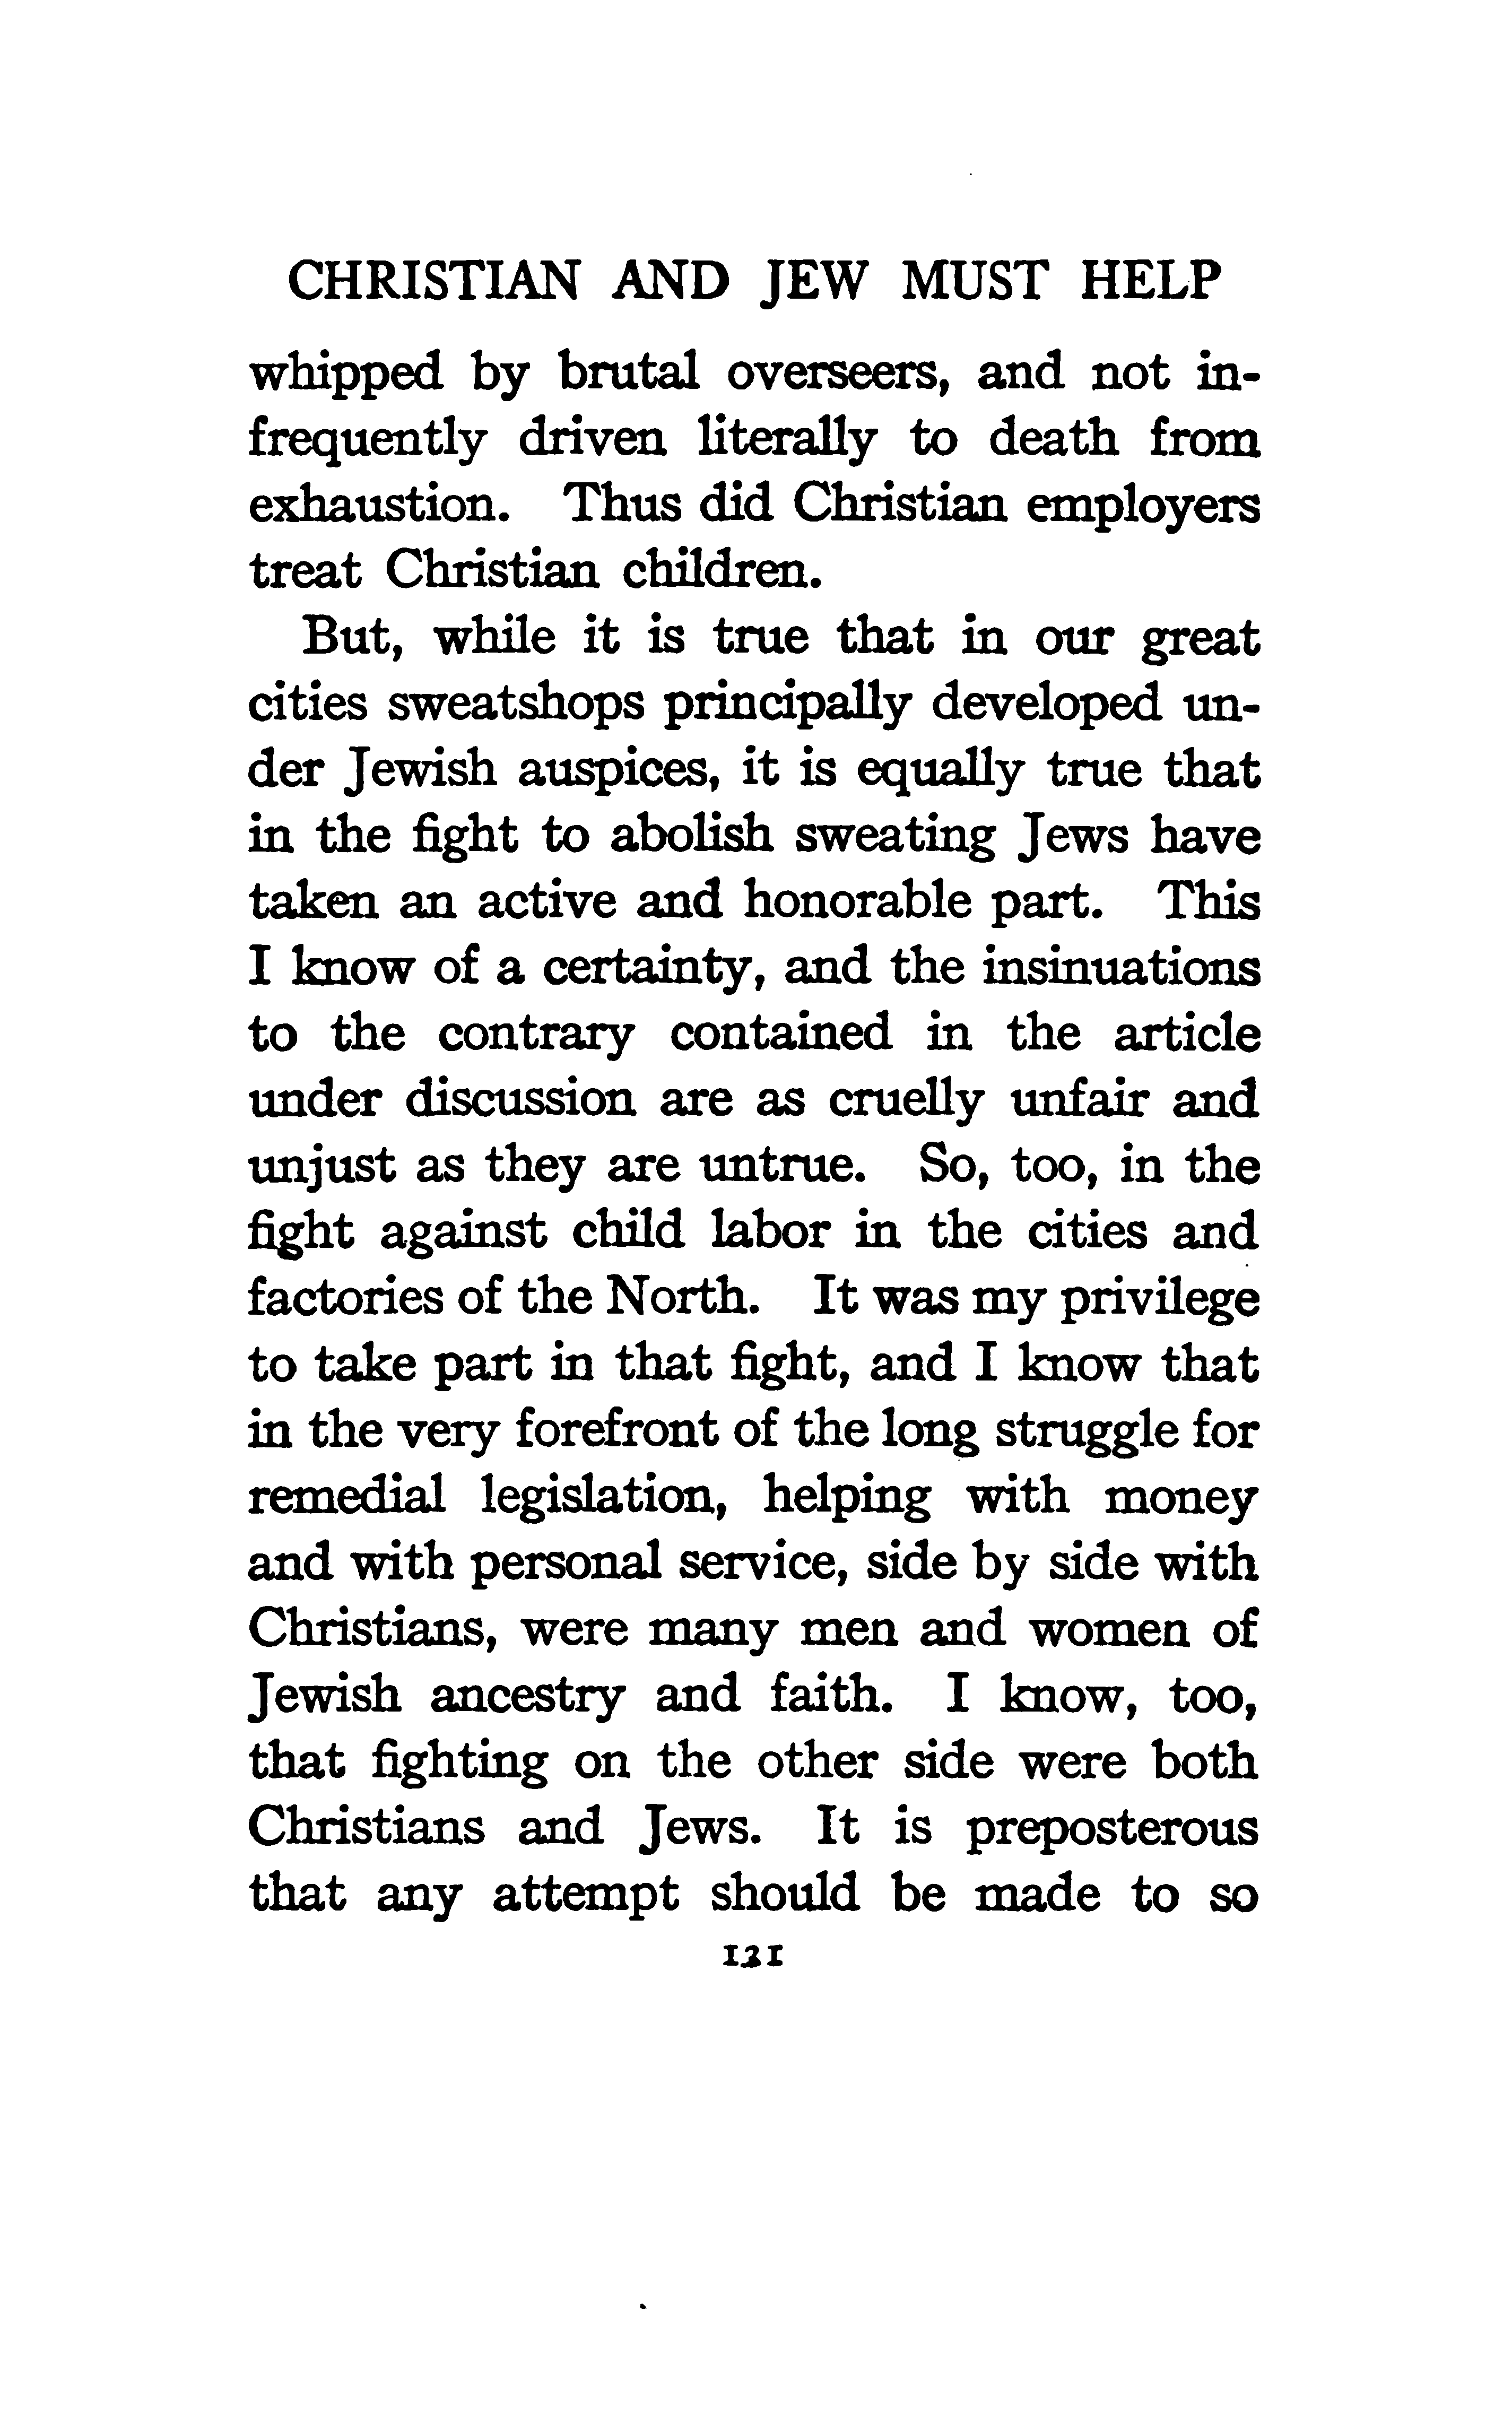 CHRISTIAN AND JEW MUST HELP
whipped by brutal overseers, and not in-
frequently driven literally to death from
exhaustion. Thus did Christian employers
treat Christian children.
But, while it is true that in our great
cities sweatshops principally developed un-
der Jewish auspices, it is equally true that
in the fight to abolish sweating Jews have
taken an active and honorable part. This
I know of a certainty, and the insinuations
to the contrary contained in the article
under discussion are as cruelly unfair and
unjust as they are untrue. So, too, in the
fight against child labor in the cities and
factories of the North. It was my privilege
to take part in that fight, and I know that
in the very forefront of the long struggle for
remedial legislation, helping with money
and with personal service, side by side with
Christians, were many men and women of
Jewish ancestry and faith. I know, too,
that fighting on the other side were both
Christians and Jews. It is preposterous
that any attempt should be made to so
121